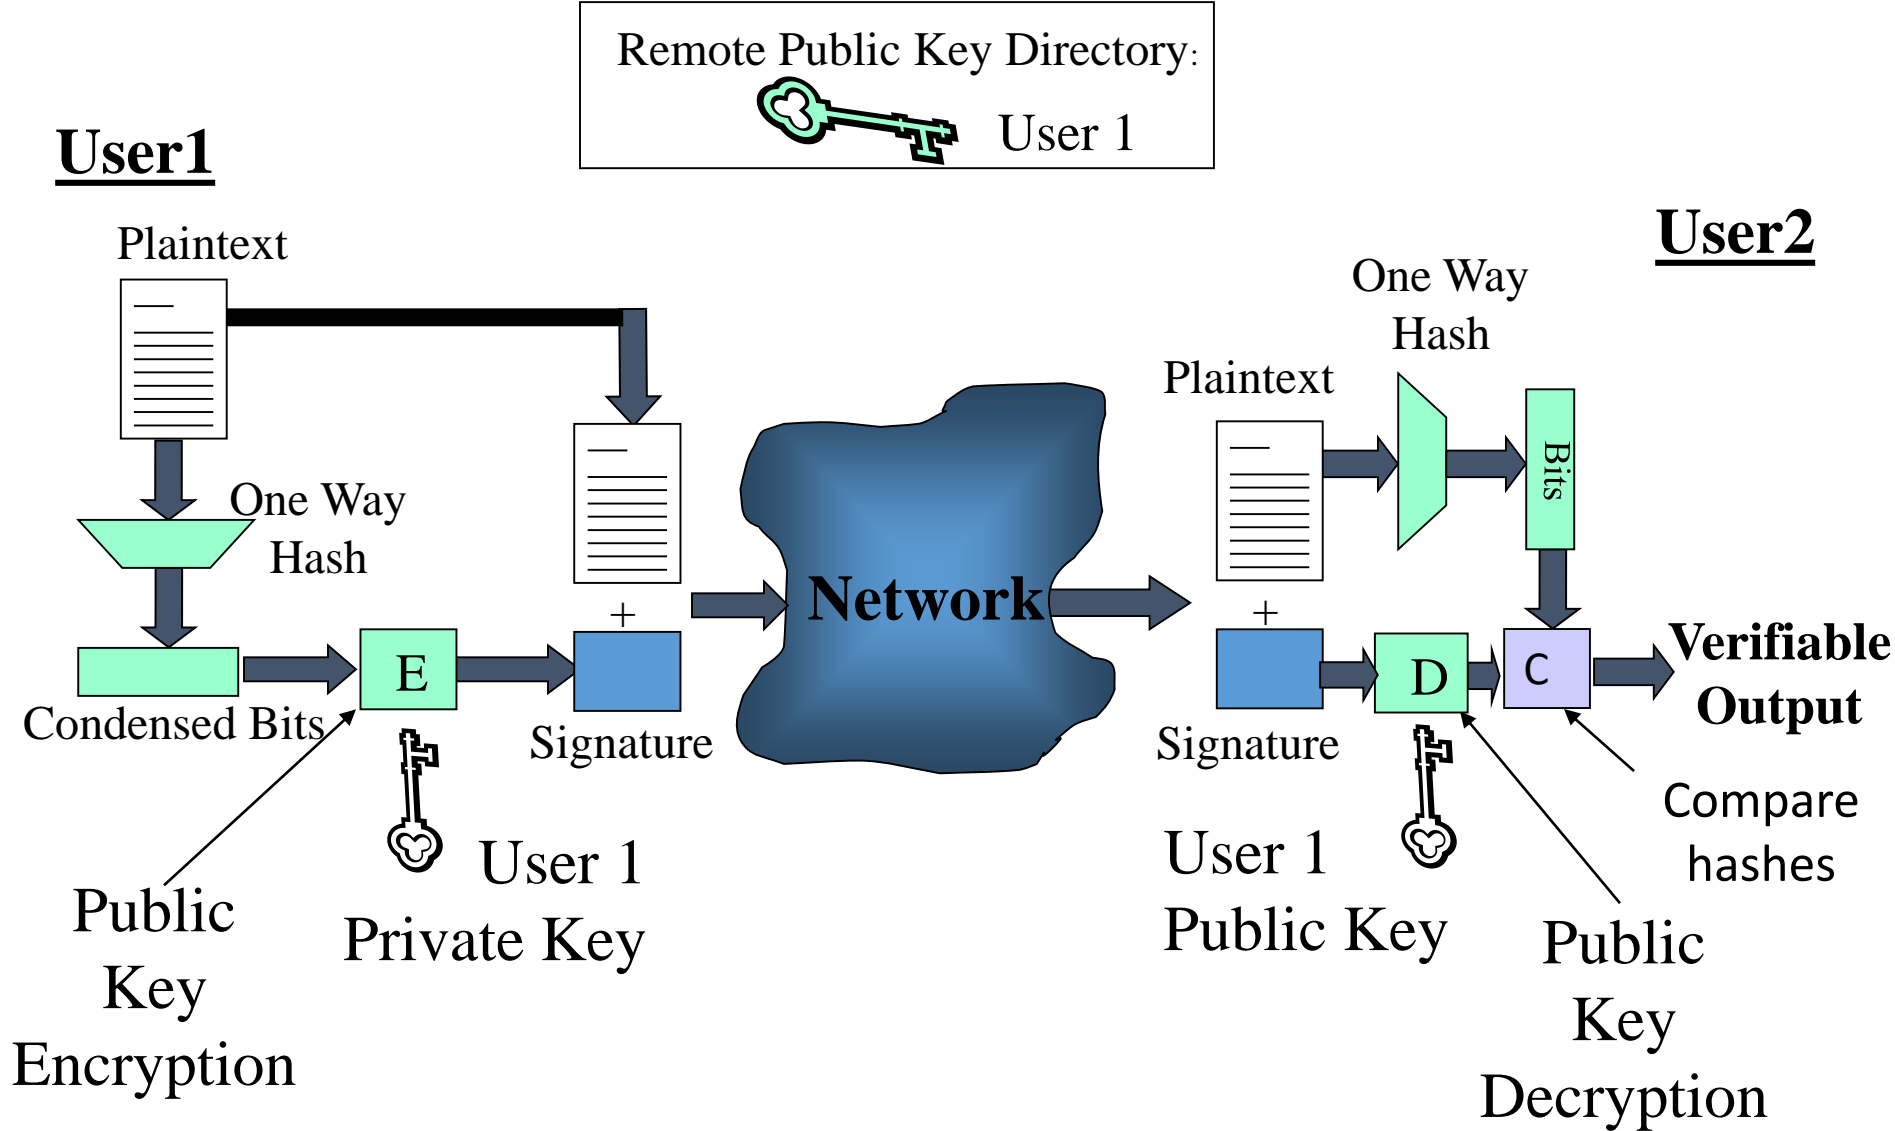 Remote Public Key Directory:
User 1
User1
Plaintext
One Way
Hash
Condensed Bits
E
+
Signature
User 1
Private Key
Public
Key
Encryption
Network
User2
One Way
Hash
Plaintext
Bits
+
Signature
D
C
Verifiable
Output
Compare
hashes
User 1
Public Key
Public
Key
Decryption